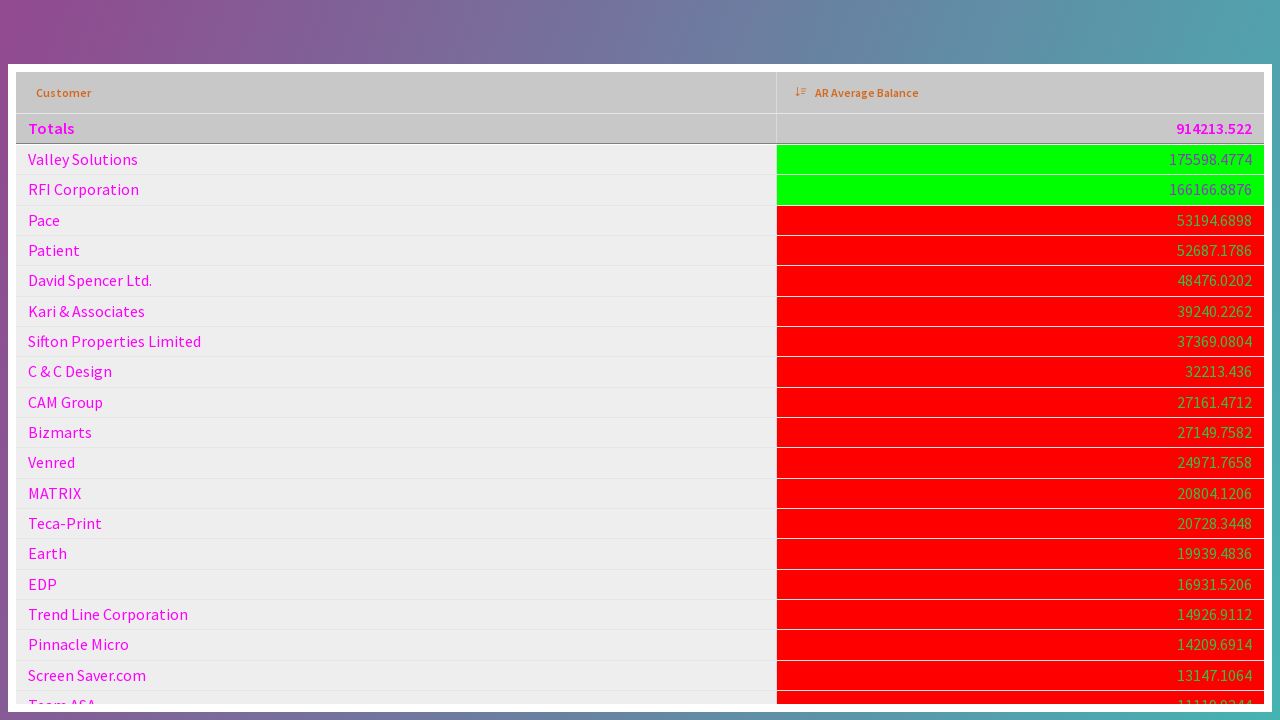 Customer AR Average Balance
Totals 914213.522
Valley Solutions 175598.4774
RFI Corporation 166166.8876
Pace 53194.6898
Patient 52687.1786
David Spencer Ltd. 48476.0202
Kari & Associates 39240.2262
Sifton Properties Limited 37369.0804
C & C Design 32213.436
CAM Group 27161.4712
Bizmarts 27149.7582
Venred 24971.7658
MATRIX 20804.1206
Teca-Print 20728.3448
Earth 19939.4836
EDP 16931.5206
Trend Line Corporation 14926.9112
Pinnacle Micro 14209.6914
Screen Saver.com 13147.1064
Team ASA